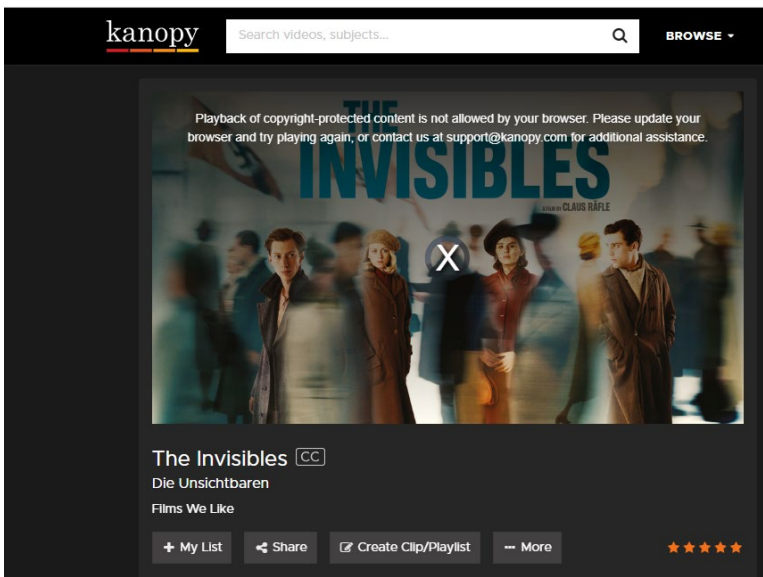 kanopy
Search videos, subjects...
BROWSE
Playback of copyright-protected content is not allowed by your browser. Please update your
browser and try playing again, or contact us at support@kanopy.com for additional assistance.
THE
INVISIBLES
A FILM BY CLAUS RÄFLE
The Invisibles CC
Die Unsichtbaren
Films We Like
+ My List
Share
Create Clip/Playlist
More